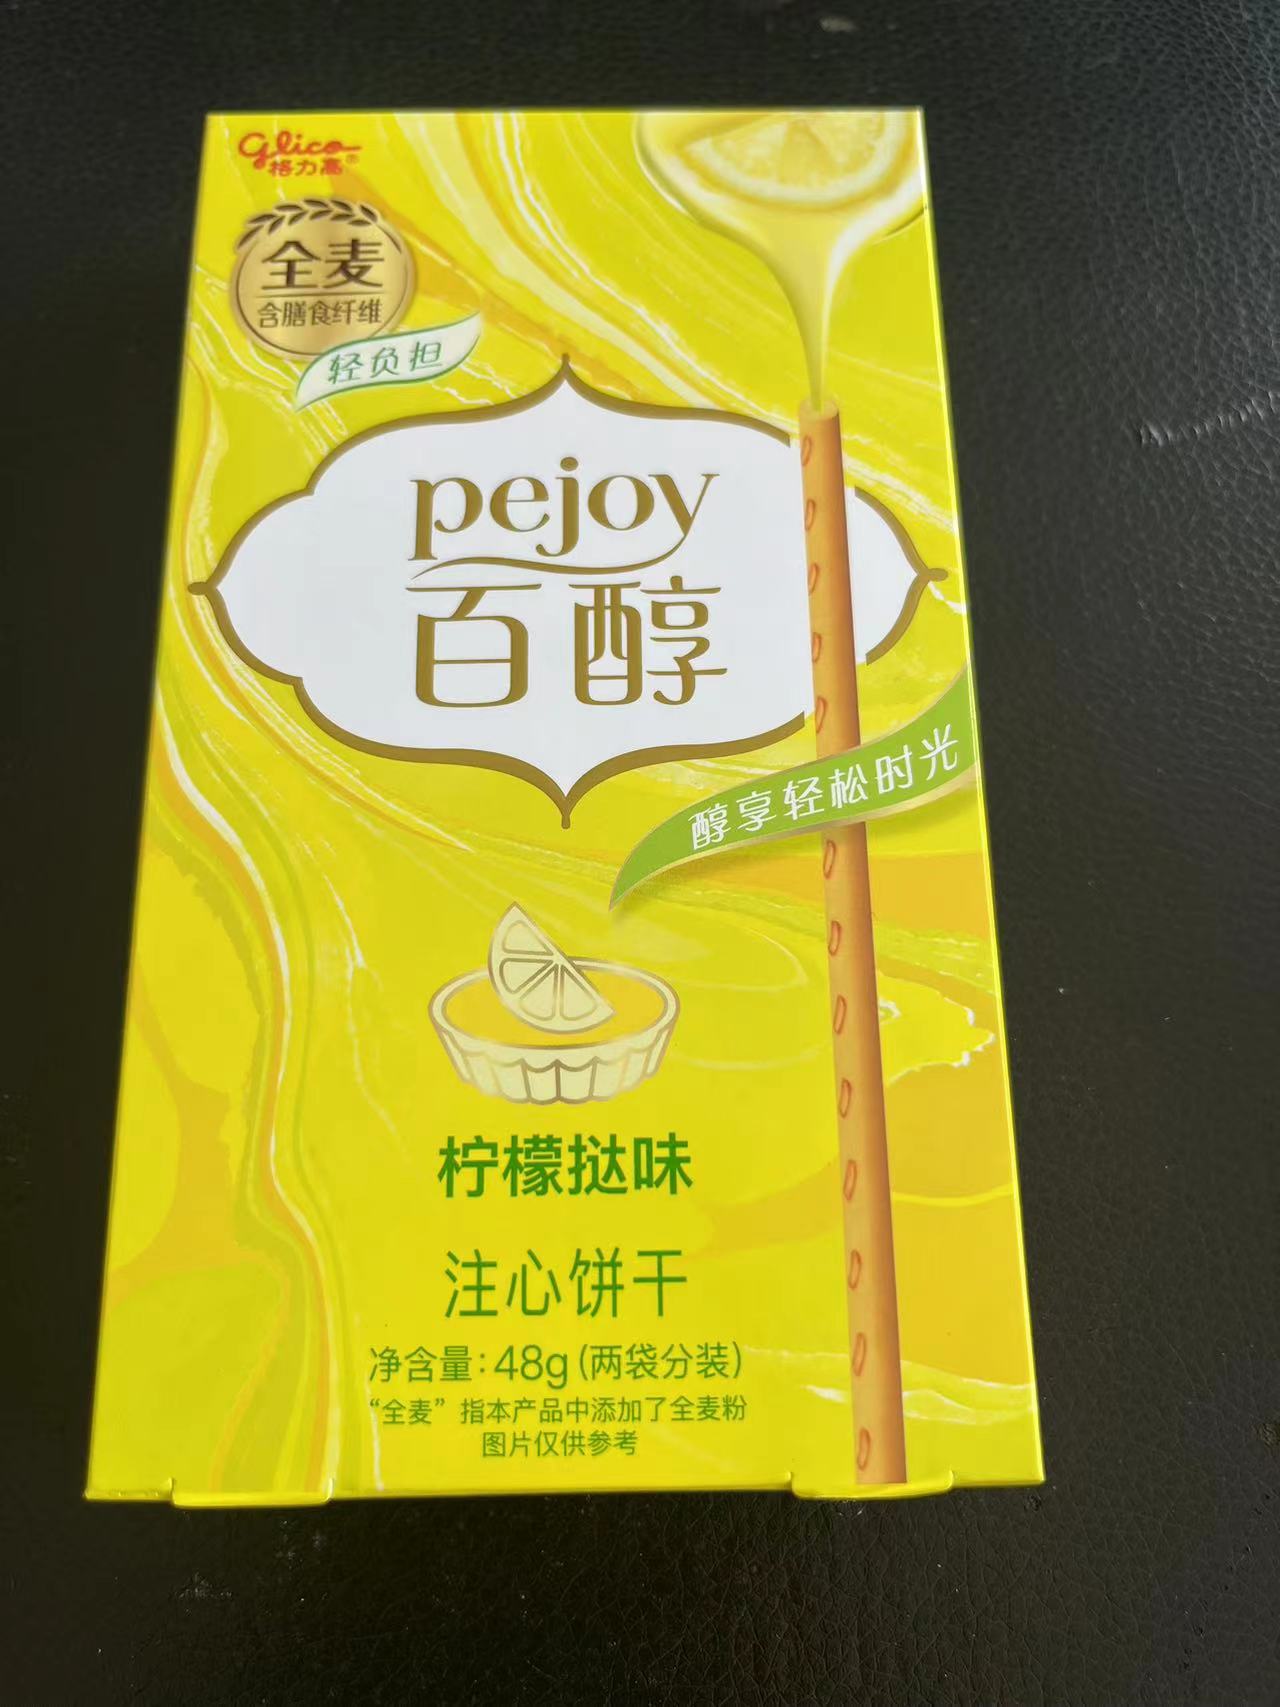 Glico
格力高®
全麦
含膳食纤维
轻负担
pejoy
百醇
醇享轻松时光
柠檬挞味
注心饼干
净含量:48g(两袋分装)
“全麦”指本产品中添加了全麦粉
图片仅供参考